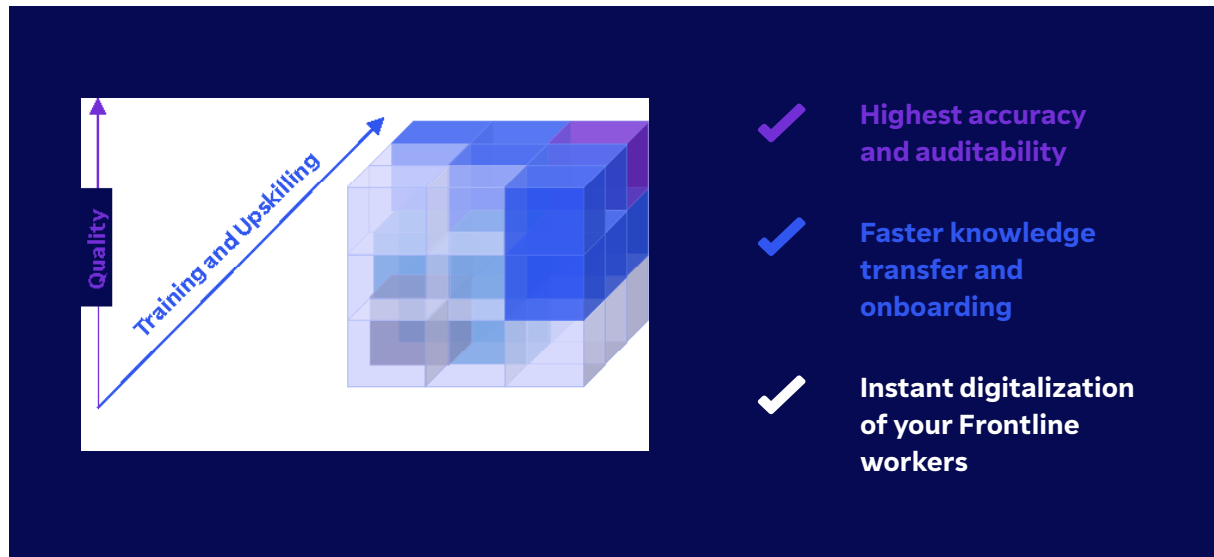 Quality
Training and Upskilling
Highest accuracy
and auditability
Faster knowledge
transfer and
onboarding
Instant digitalization
of your Frontline
workers